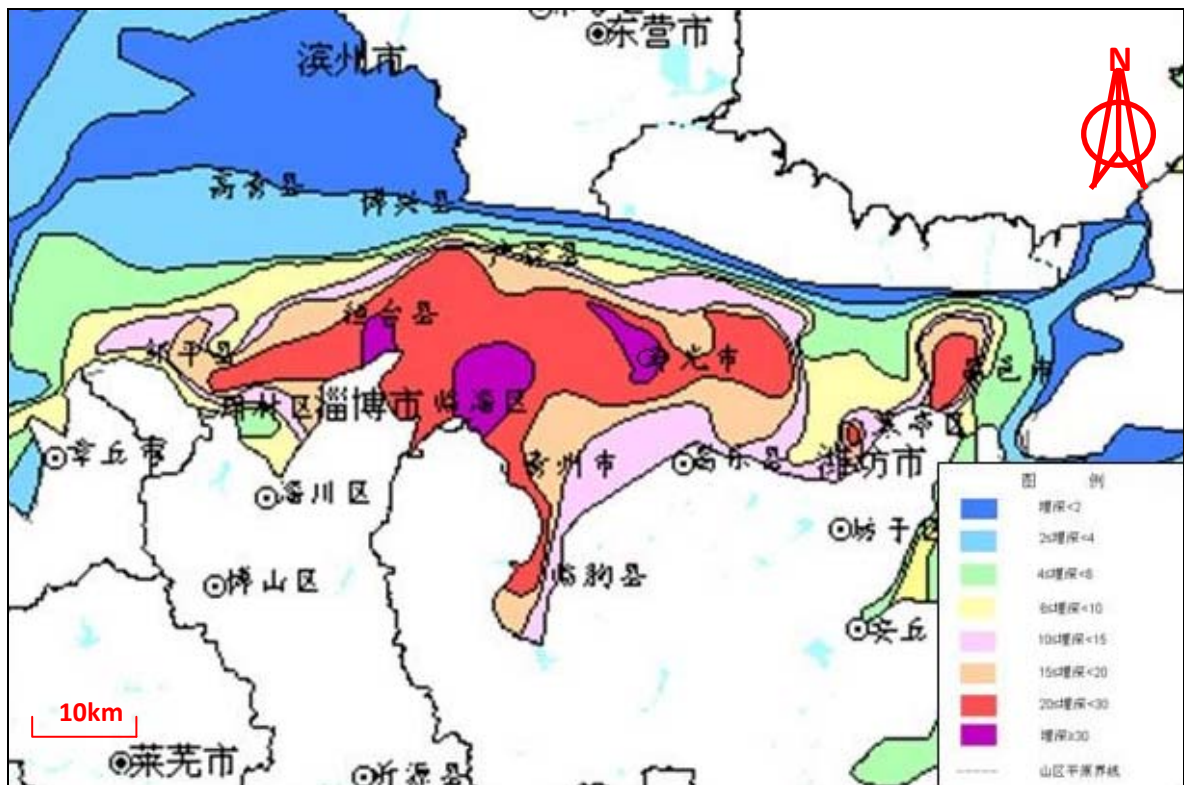 东营市
滨州市
N
高青县
博兴县
广饶县
桓台县
邹平县
寿光市
昌邑市
淄博市
临淄区
寒亭区
章丘市
青州市
昌乐县
潍坊市
淄川区
坊子区
博山区
临朐县
安丘
10km
莱芜市
沂源县
图 例
埋深<2
2≤埋深<4
4≤埋深<6
6≤埋深<10
10≤埋深<15
15≤埋深<20
20≤埋深<30
埋深≥30
山区平原界线